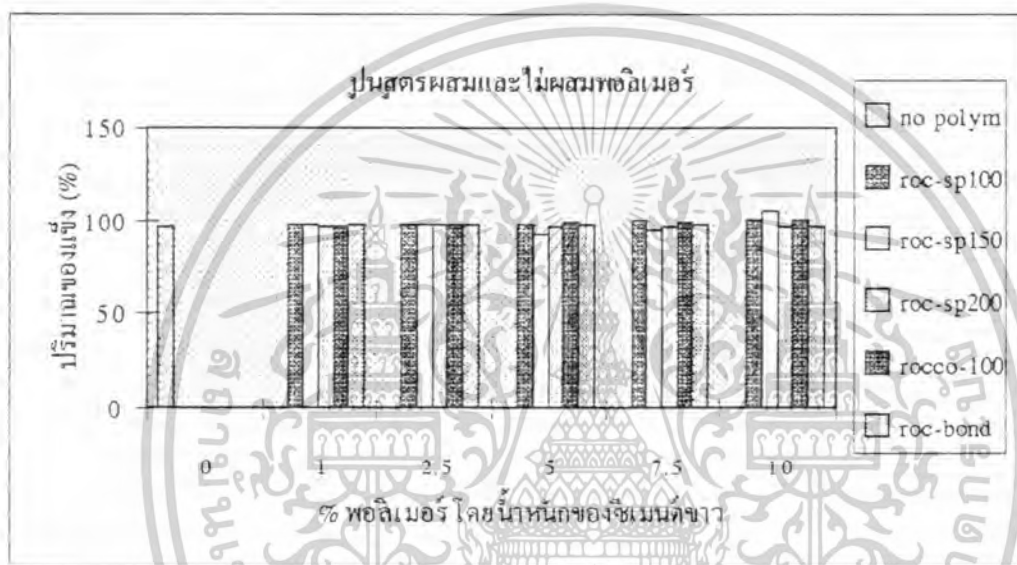 ปูนสูตรผสมและไม่ผสมพอลิเมอร์
ปริมาณของแข็ง (%)
150
100
50
0
0 1 2.5 5 7.5 10
% พอลิเมอร์ โดยน้ำหนักของซีเมนต์ขาว
no polym
roc-sp100
roc-sp150
roc-sp200
rocco-100
roc-bond